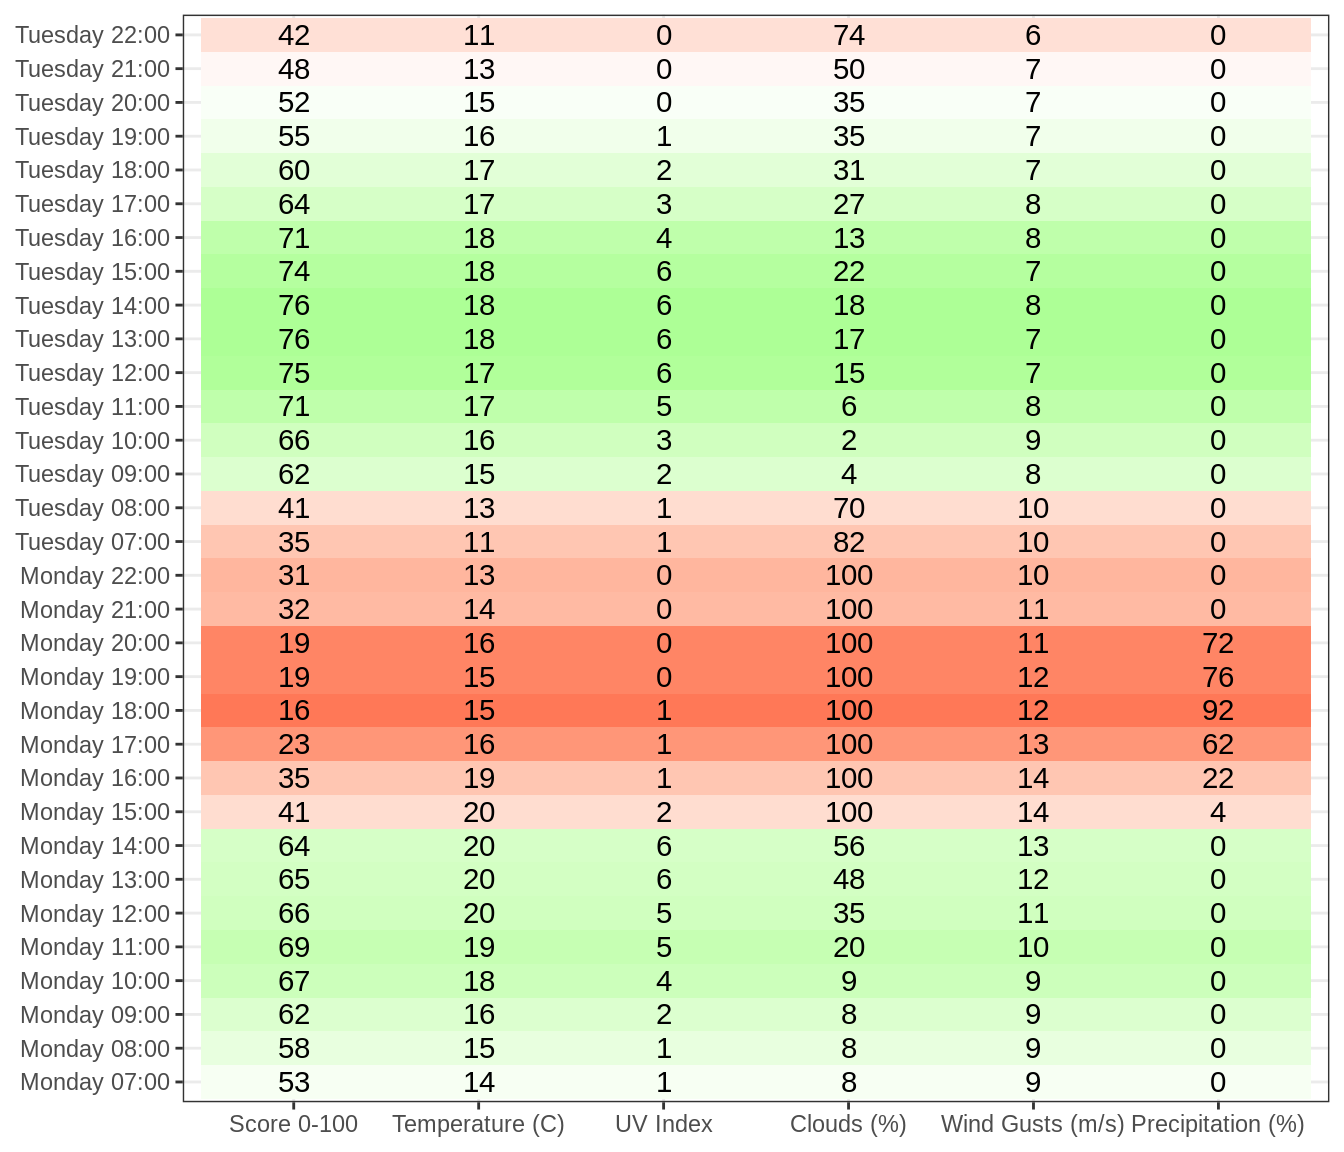 Tuesday 22:00 42 11 0 74 6 0
Tuesday 21:00 48 13 0 50 7 0
Tuesday 20:00 52 15 0 35 7 0
Tuesday 19:00 55 16 1 35 7 0
Tuesday 18:00 60 17 2 31 7 0
Tuesday 17:00 64 17 3 27 8 0
Tuesday 16:00 71 18 4 13 8 0
Tuesday 15:00 74 18 6 22 7 0
Tuesday 14:00 76 18 6 18 8 0
Tuesday 13:00 76 18 6 17 7 0
Tuesday 12:00 75 17 6 15 7 0
Tuesday 11:00 71 17 5 6 8 0
Tuesday 10:00 66 16 3 2 9 0
Tuesday 09:00 62 15 2 4 8 0
Tuesday 08:00 41 13 1 70 10 0
Tuesday 07:00 35 11 1 82 10 0
Monday 22:00 31 13 0 100 10 0
Monday 21:00 32 14 0 100 11 0
Monday 20:00 19 16 0 100 11 72
Monday 19:00 19 15 0 100 12 76
Monday 18:00 16 15 1 100 12 92
Monday 17:00 23 16 1 100 13 62
Monday 16:00 35 19 1 100 14 22
Monday 15:00 41 20 2 100 14 4
Monday 14:00 64 20 6 56 13 0
Monday 13:00 65 20 6 48 12 0
Monday 12:00 66 20 5 35 11 0
Monday 11:00 69 19 5 20 10 0
Monday 10:00 67 18 4 9 9 0
Monday 09:00 62 16 2 8 9 0
Monday 08:00 58 15 1 8 9 0
Monday 07:00 53 14 1 8 9 0
Score 0-100 Temperature (C) UV Index Clouds (%) Wind Gusts (m/s) Precipitation (%)